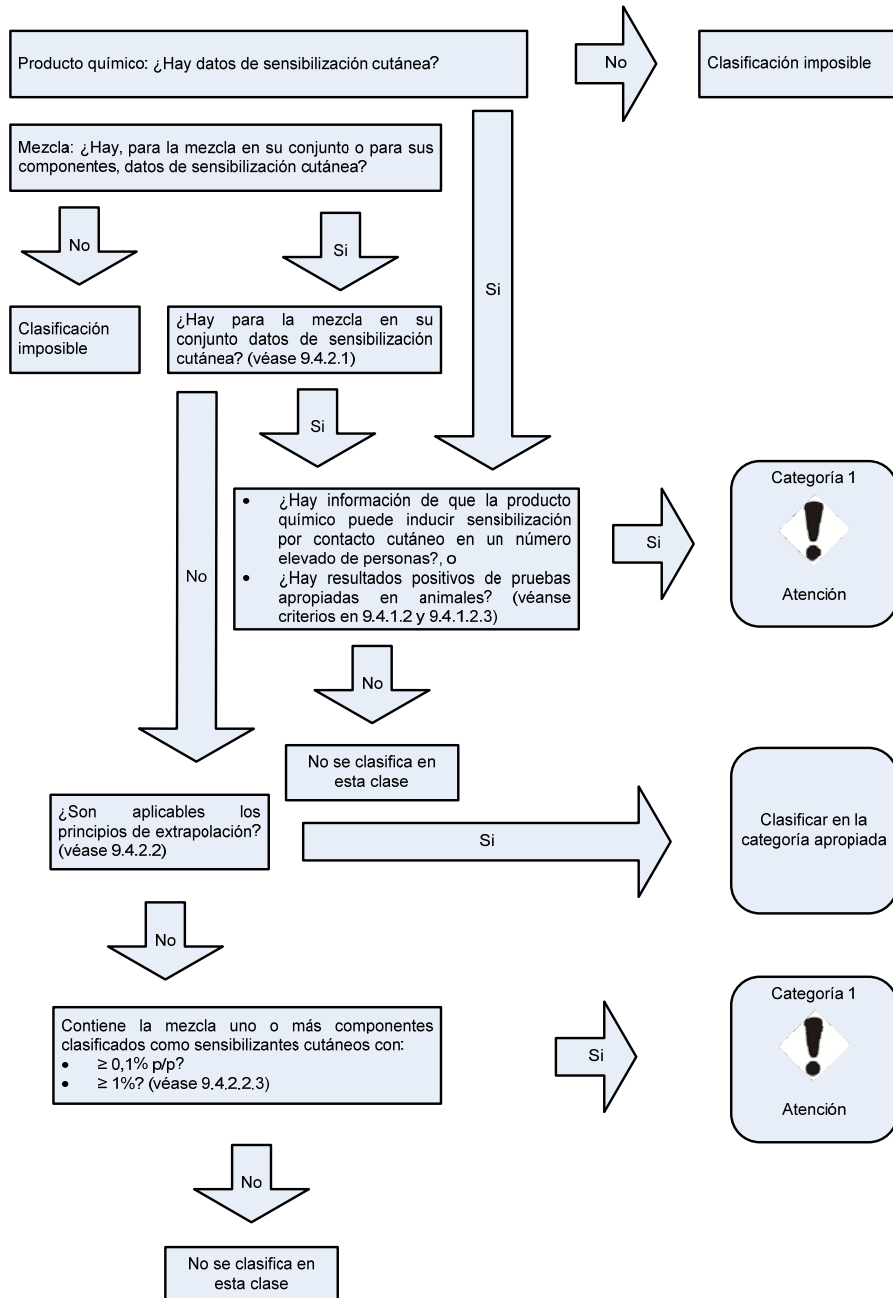 Producto químico: ¿Hay datos de sensibilización cutánea?
No
Clasificación imposible
Mezcla: ¿Hay, para la mezcla en su conjunto o para sus
componentes, datos de sensibilización cutánea?
No
Si
Si
Clasificación
imposible
¿Hay para la mezcla en su
conjunto datos de sensibilización
cutánea? (véase 9.4.2.1)
Si
No
• ¿Hay información de que la producto
químico puede inducir sensibilización
por contacto cutáneo en un número
elevado de personas?, o
• ¿Hay resultados positivos de pruebas
apropiadas en animales? (véanse
criterios en 9.4.1.2 y 9.4.1.2.3)
Si
Categoría 1
Atención
No
No se clasifica en
esta clase
¿Son aplicables los
principios de extrapolación?
(véase 9.4.2.2)
Si
Clasificar en la
categoría apropiada
No
Contiene la mezcla uno o más componentes
clasificados como sensibilizantes cutáneos con:
• ≥ 0,1% p/p?
• ≥ 1%? (véase 9.4.2.2.3)
Si
Categoría 1
Atención
No
No se clasifica en
esta clase